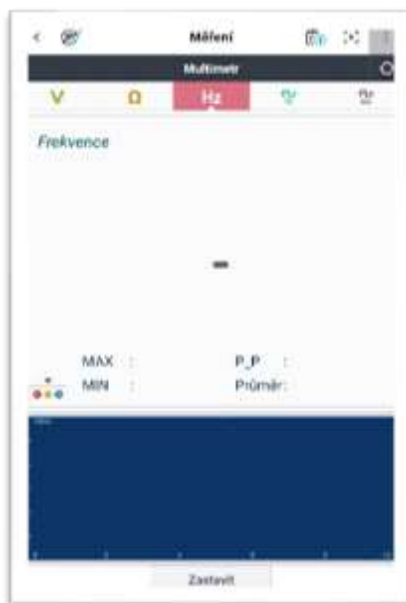 Měření
Multimetr
V Ω Hz
Frekvence
-
MAX : P_P :
MIN : Průměr:
Zastavit